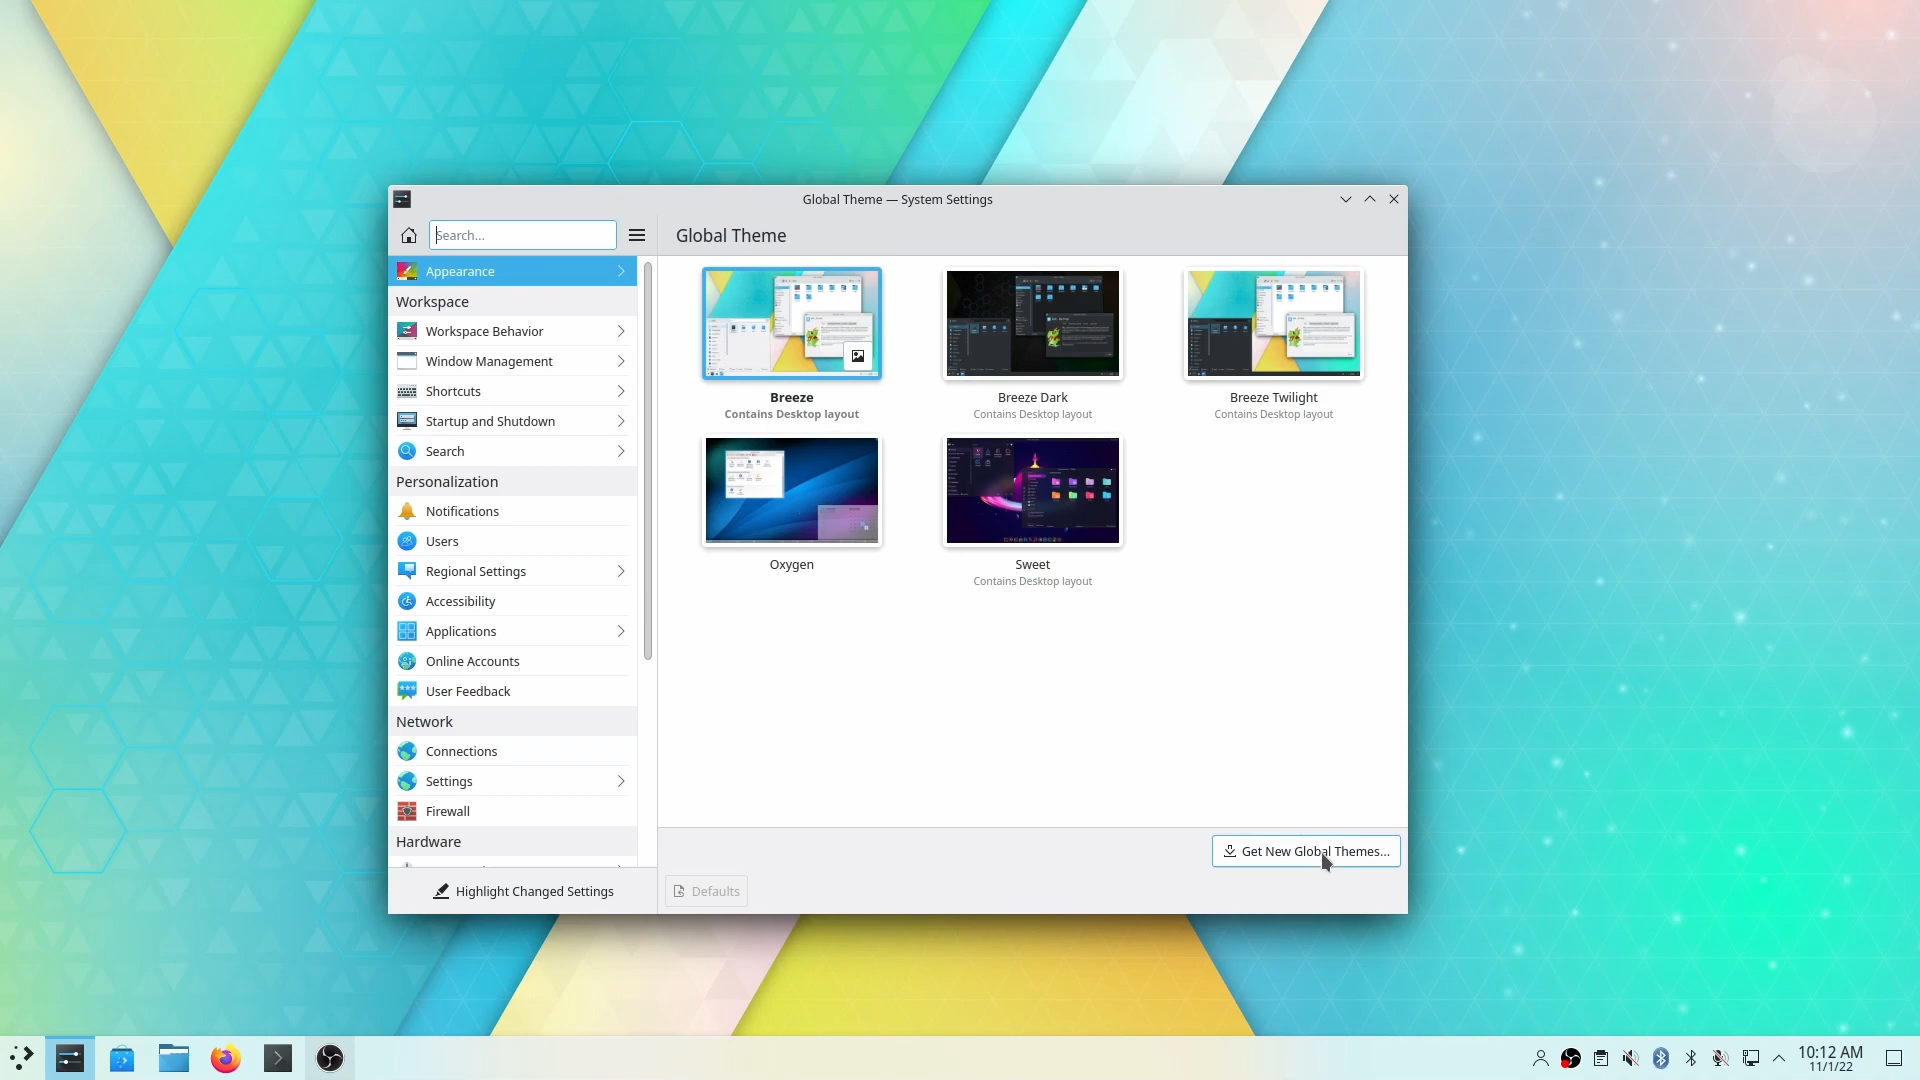 Global Theme — System Settings
Search...
Global Theme
Appearance
Workspace
Workspace Behavior
Window Management
Shortcuts
Startup and Shutdown
Search
Personalization
Notifications
Users
Regional Settings
Accessibility
Applications
Online Accounts
User Feedback
Network
Connections
Settings
Firewall
Hardware
Highlight Changed Settings
Breeze
Contains Desktop layout
Breeze Dark
Contains Desktop layout
Breeze Twilight
Contains Desktop layout
Oxygen
Sweet
Contains Desktop layout
Get New Global Themes...
Defaults
10:12 AM
11/1/22